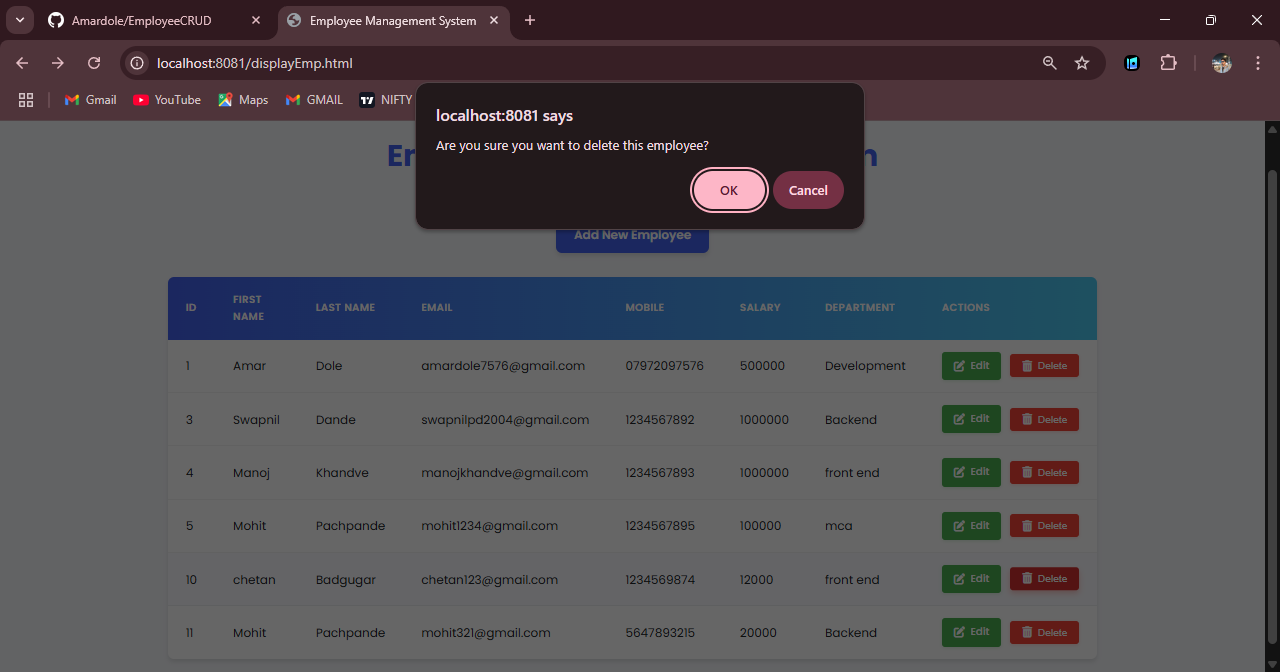 Amardole/EmployeeCRUD
Employee Management System
localhost:8081/displayEmp.html
Gmail YouTube Maps GMAIL NIFTY
localhost:8081 says
Are you sure you want to delete this employee?
OK Cancel
Add New Employee
ID FIRST NAME LAST NAME EMAIL MOBILE SALARY DEPARTMENT ACTIONS
1 Amar Dole amardole7576@gmail.com 07972097576 500000 Development Edit Delete
3 Swapnil Dande swapnilpd2004@gmail.com 1234567892 1000000 Backend Edit Delete
4 Manoj Khandve manojkhandve@gmail.com 1234567893 1000000 front end Edit Delete
5 Mohit Pachpande mohit1234@gmail.com 1234567895 100000 mca Edit Delete
10 chetan Badgugar chetan123@gmail.com 1234569874 12000 front end Edit Delete
11 Mohit Pachpande mohit321@gmail.com 5647893215 20000 Backend Edit Delete